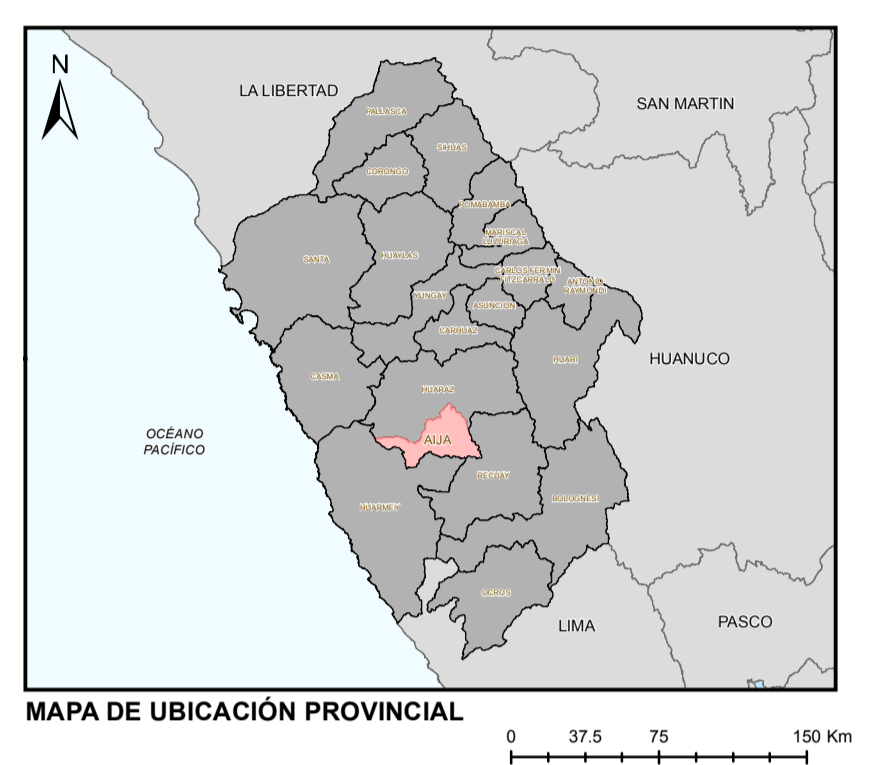 N
LA LIBERTAD
SAN MARTIN
PALLASCA
SIHUAS
CORONGO
POMABAMBA
MARISCAL
LUZURIAGA
SANTA
HUAYLAS
CARLOS FERMIN
FITZCARRALD
ANTONIO
RAYMONDI
YUNGAY
ASUNCION
CARHUAZ
HUARI
HUANUCO
CASMA
HUARAZ
OCÉANO
PACÍFICO
AIJA
RECUAY
BOLOGNESI
HUARMEY
OCROS
LIMA
PASCO
MAPA DE UBICACIÓN PROVINCIAL
0 37.5 75 150 Km